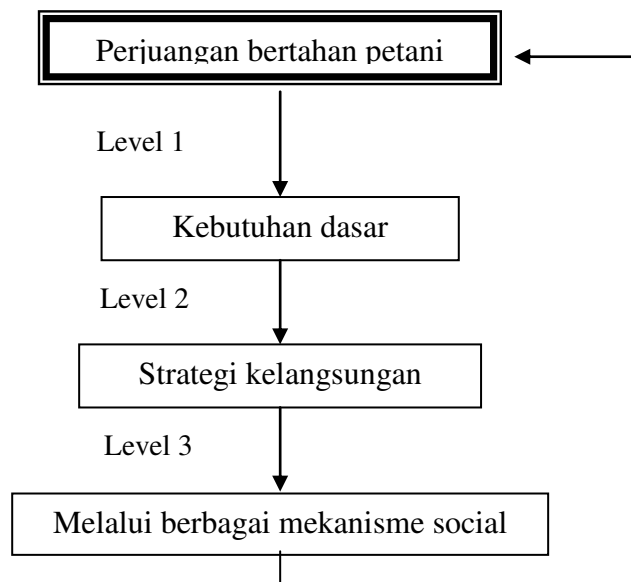 Perjuangan bertahan petani
Level 1
Kebutuhan dasar
Level 2
Strategi kelangsungan
Level 3
Melalui berbagai mekanisme social